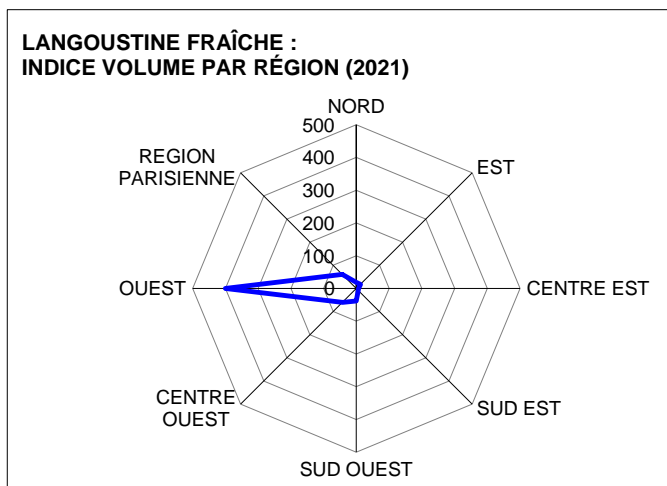 LANGOUSTINE FRAÎCHE :
INDICE VOLUME PAR RÉGION (2021)
NORD
500
400
300
200
100
0
EST
CENTRE EST
SUD EST
SUD OUEST
CENTRE
OUEST
OUEST
REGION
PARISIENNE